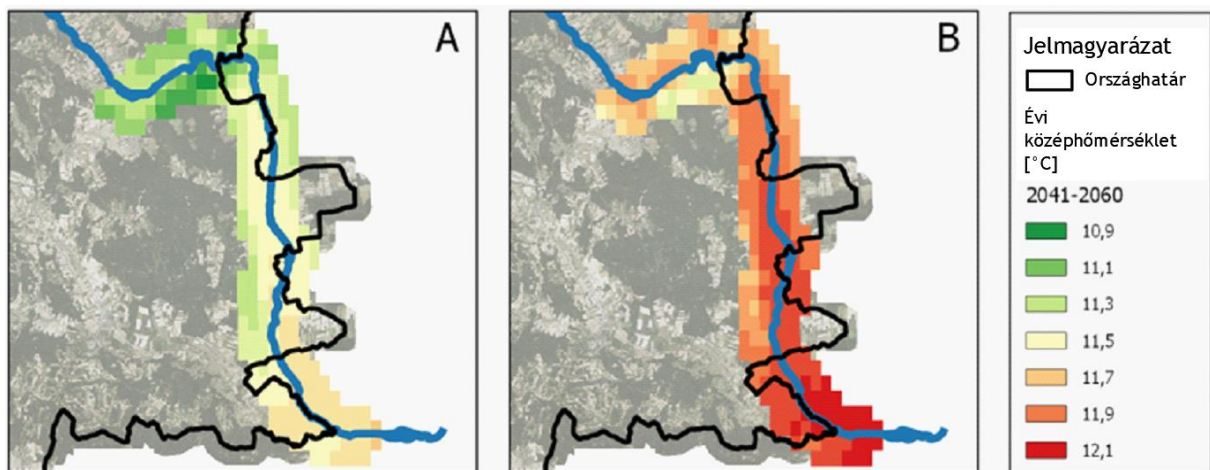 A
B
Jelmagyarázat
Országhatár
Évi
középhőmérséklet
[°C]
2041-2060
10,9
11,1
11,3
11,5
11,7
11,9
12,1